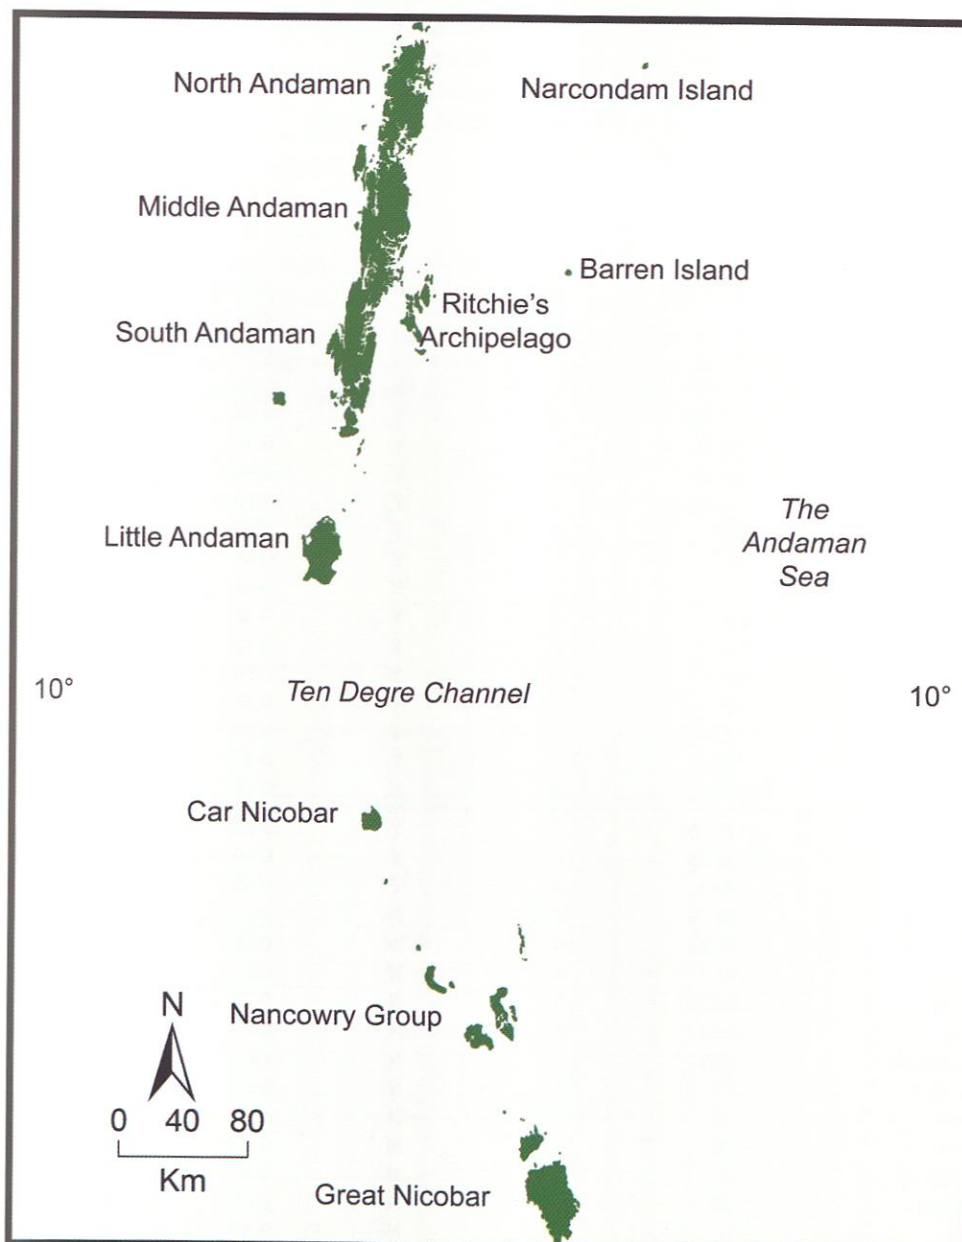 North Andaman
Narcondam Island
Middle Andaman
Barren Island
Ritchie's
Archipelago
South Andaman
The
Andaman
Sea
Little Andaman
10°
Ten Degre Channel
10°
Car Nicobar
Nancowry Group
N
0 40 80
Km
Great Nicobar